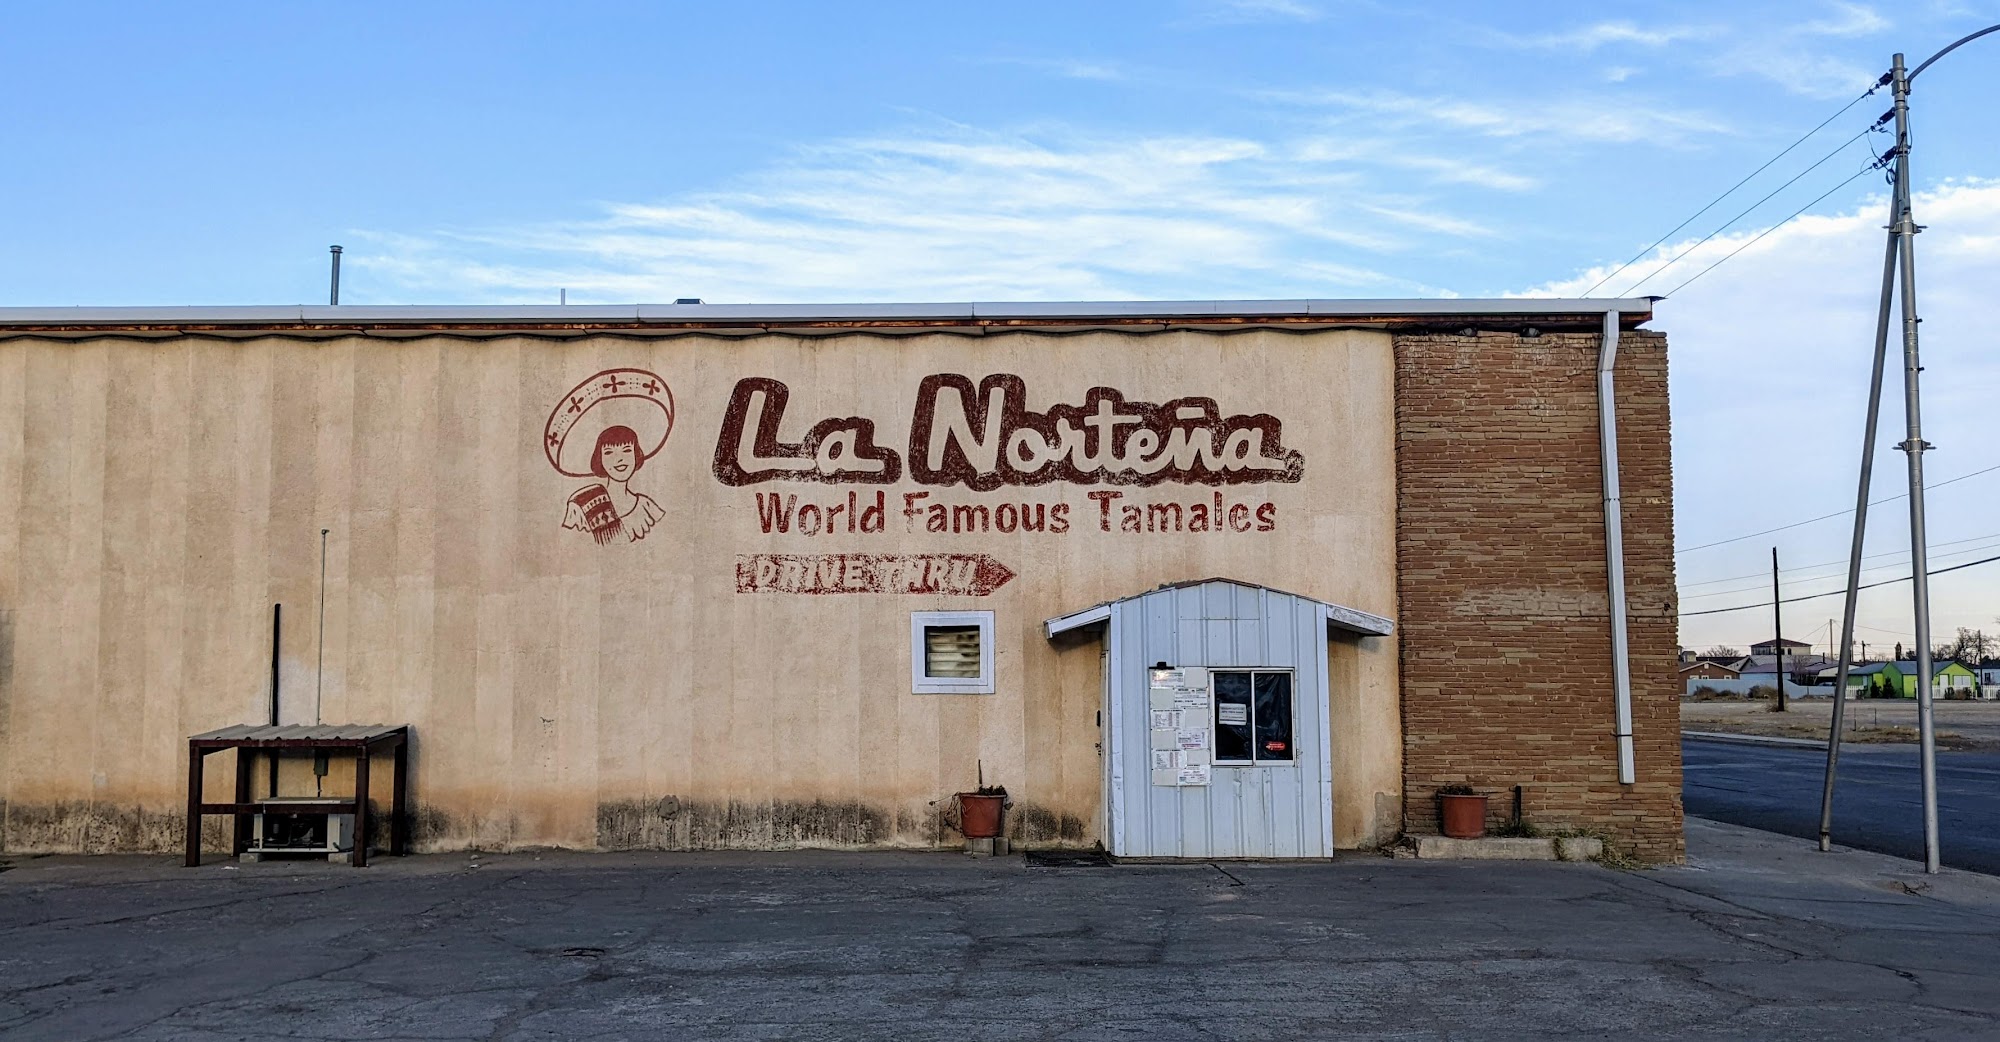 La Norteña
World Famous Tamales
DRIVE THRU